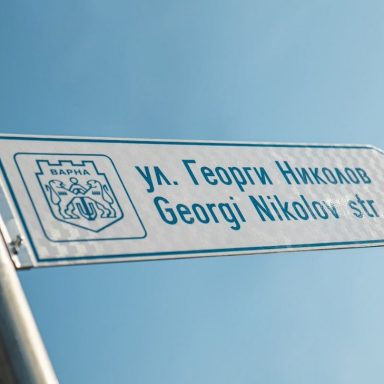 ВАРНА
ул. Георги Николов
Georgi Nikolov str